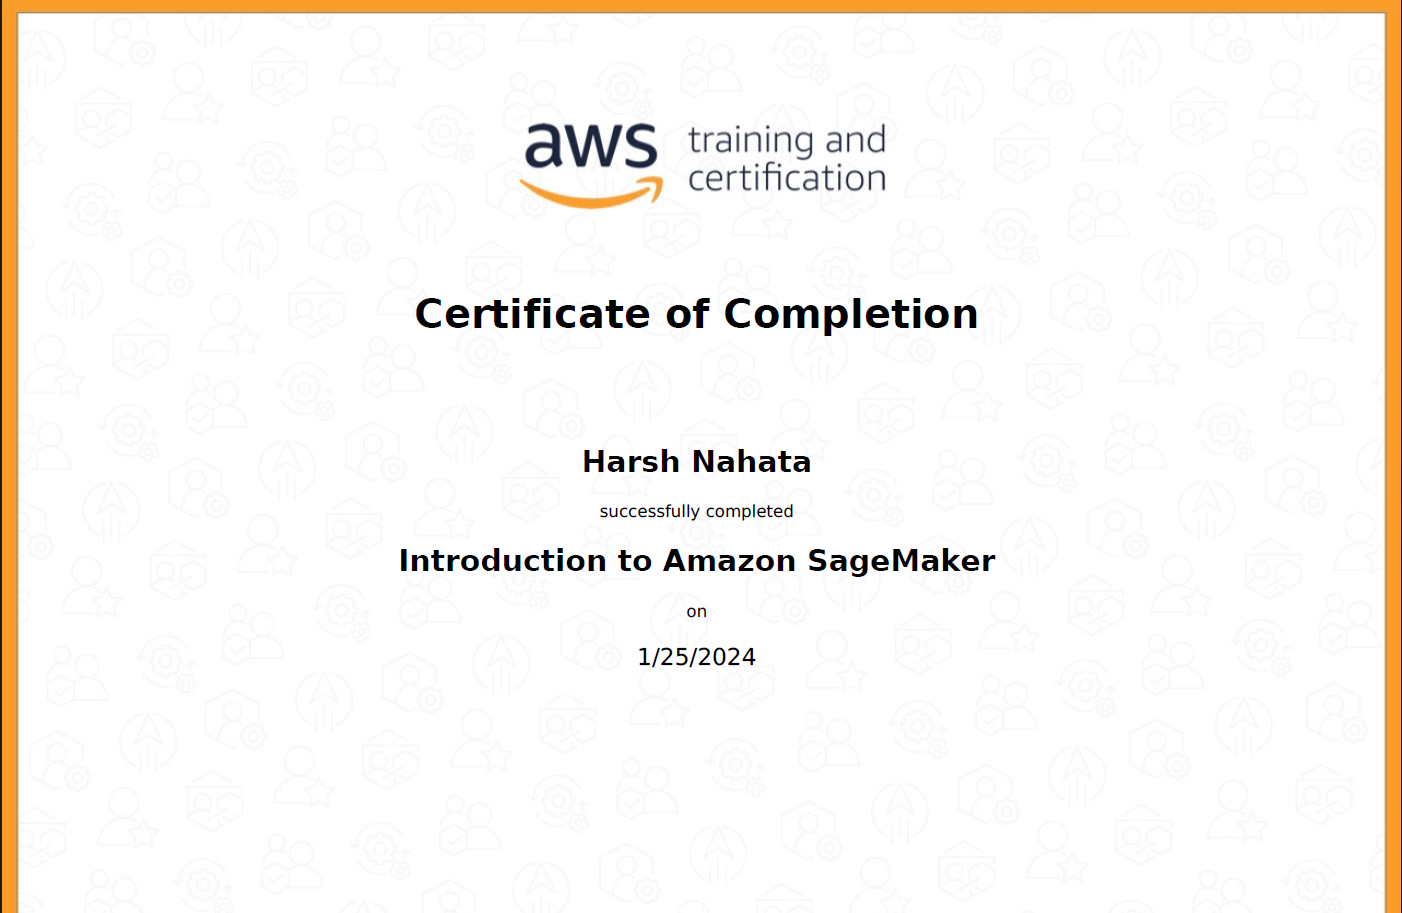 aws training and
certification
Certificate of Completion
Harsh Nahata
successfully completed
Introduction to Amazon SageMaker
on
1/25/2024